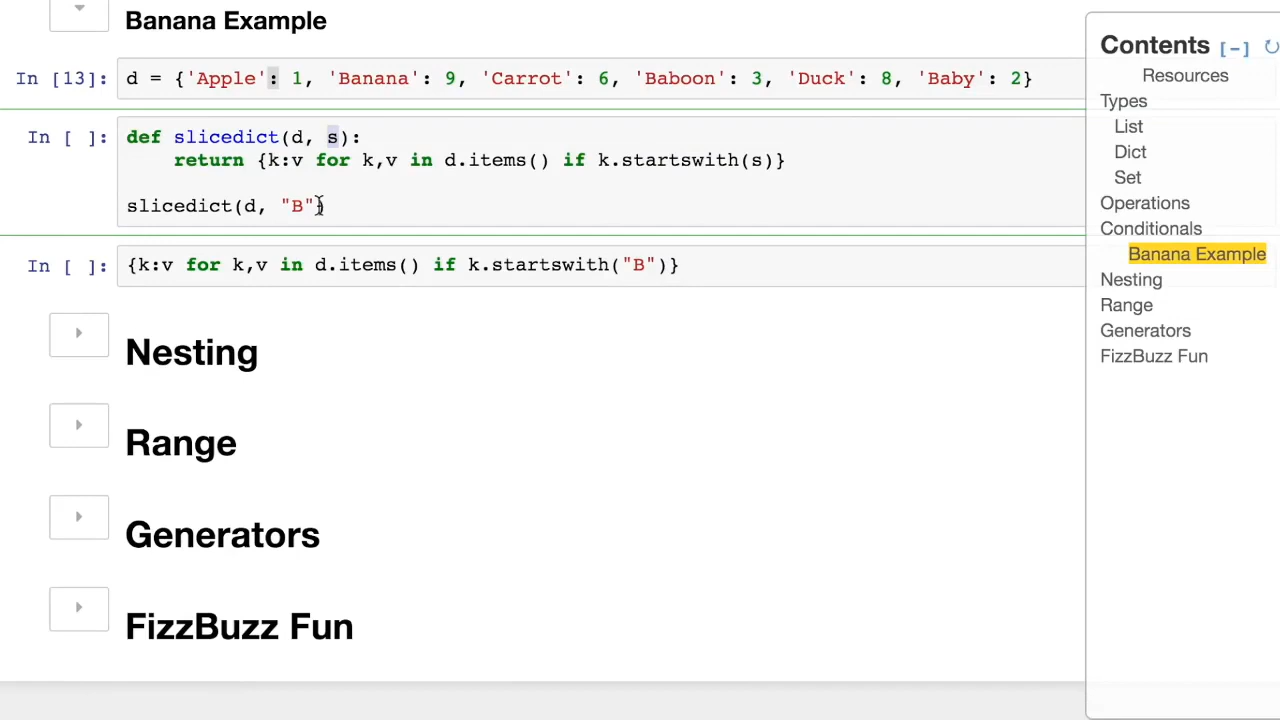 Banana Example
In [13]: d = {'Apple': 1, 'Banana': 9, 'Carrot': 6, 'Baboon': 3, 'Duck': 8, 'Baby': 2}
In [ ]: def slicedict(d, s):
    return {k:v for k,v in d.items() if k.startswith(s)}
slicedict(d, "B")
In [ ]: {k:v for k,v in d.items() if k.startswith("B")}
Nesting
Range
Generators
FizzBuzz Fun
Contents [-]
Resources
Types
List
Dict
Set
Operations
Conditionals
Banana Example
Nesting
Range
Generators
FizzBuzz Fun